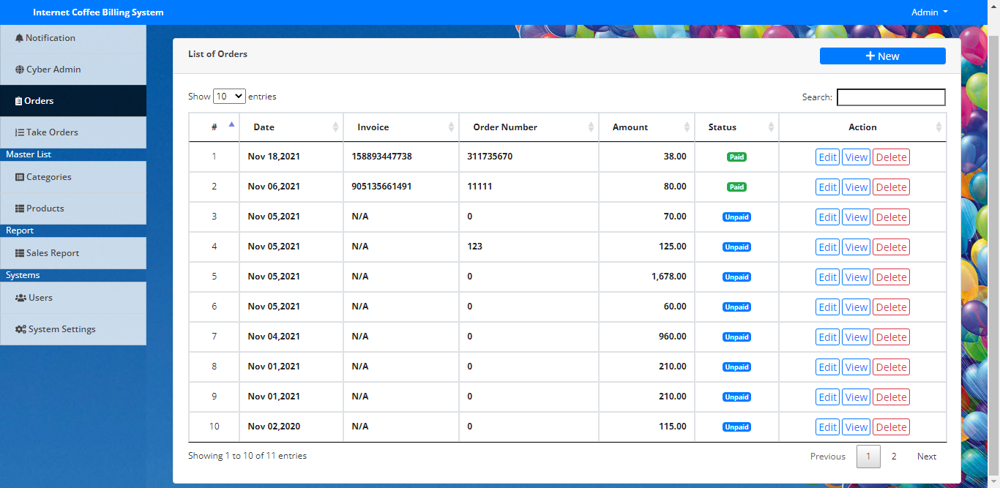 Internet Coffee Billing System
Admin
Notification
Cyber Admin
Orders
Take Orders
Master List
Categories
Products
Report
Sales Report
Systems
Users
System Settings
List of Orders
New
Show 10 entries
Search:
# Date Invoice Order Number Amount Status Action
1 Nov 18,2021 158893447738 311735670 38.00 Paid Edit View Delete
2 Nov 06,2021 905135661491 11111 80.00 Paid Edit View Delete
3 Nov 05,2021 N/A 0 70.00 Unpaid Edit View Delete
4 Nov 05,2021 N/A 123 125.00 Unpaid Edit View Delete
5 Nov 05,2021 N/A 0 1,678.00 Unpaid Edit View Delete
6 Nov 05,2021 N/A 0 60.00 Unpaid Edit View Delete
7 Nov 04,2021 N/A 0 960.00 Unpaid Edit View Delete
8 Nov 01,2021 N/A 0 210.00 Unpaid Edit View Delete
9 Nov 01,2021 N/A 0 210.00 Unpaid Edit View Delete
10 Nov 02,2020 N/A 0 115.00 Unpaid Edit View Delete
Showing 1 to 10 of 11 entries
Previous 1 2 Next